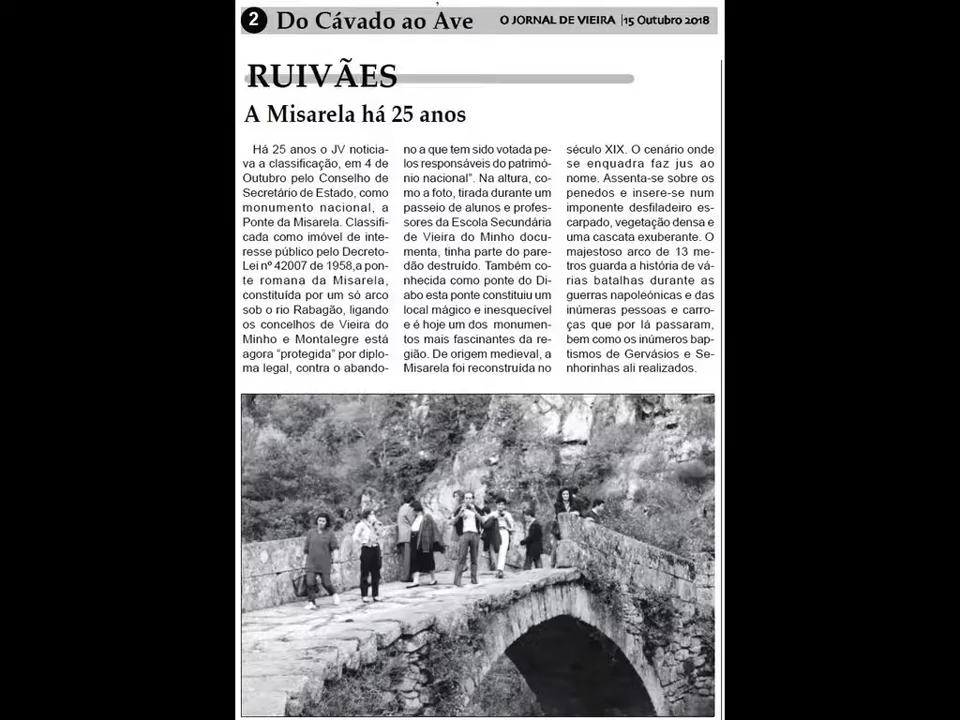 2 Do Cávado ao Ave O JORNAL DE VIEIRA |15 Outubro 2018
RUIVÃES
A Misarela há 25 anos
Há 25 anos o JV noticia-
va a classificação, em 4 de
Outubro pelo Conselho de
Secretário de Estado, como
monumento nacional, a
Ponte da Misarela. Classifi-
cada como imóvel de inte-
resse público pelo Decreto-
Lei nº 42007 de 1958,a pon-
te romana da Misarela,
constituída por um só arco
sob o rio Rabagão, ligando
os concelhos de Vieira do
Minho e Montalegre está
agora "protegida" por diplo-
ma legal, contra o abando-
no a que tem sido votada pe-
los responsáveis do patrimó-
nio nacional". Na altura, co-
mo a foto, tirada durante um
passeio de alunos e profes-
sores da Escola Secundária
de Vieira do Minho docu-
menta, tinha parte do pare-
dão destruído. Também co-
nhecida como ponte do Di-
abo esta ponte constituiu um
local mágico e inesquecível
e é hoje um dos monumen-
tos mais fascinantes da re-
gião. De origem medieval, a
Misarela foi reconstruída no
século XIX. O cenário onde
se enquadra faz jus ao
nome. Assenta-se sobre os
penedos e insere-se num
imponente desfiladeiro es-
carpado, vegetação densa e
uma cascata exuberante. O
majestoso arco de 13 me-
tros guarda a história de vá-
rias batalhas durante as
guerras napoleónicas e das
inúmeras pessoas e carro-
ças que por lá passaram,
bem como os inúmeros bap-
tismos de Gervásios e Se-
nhorinhas ali realizados.